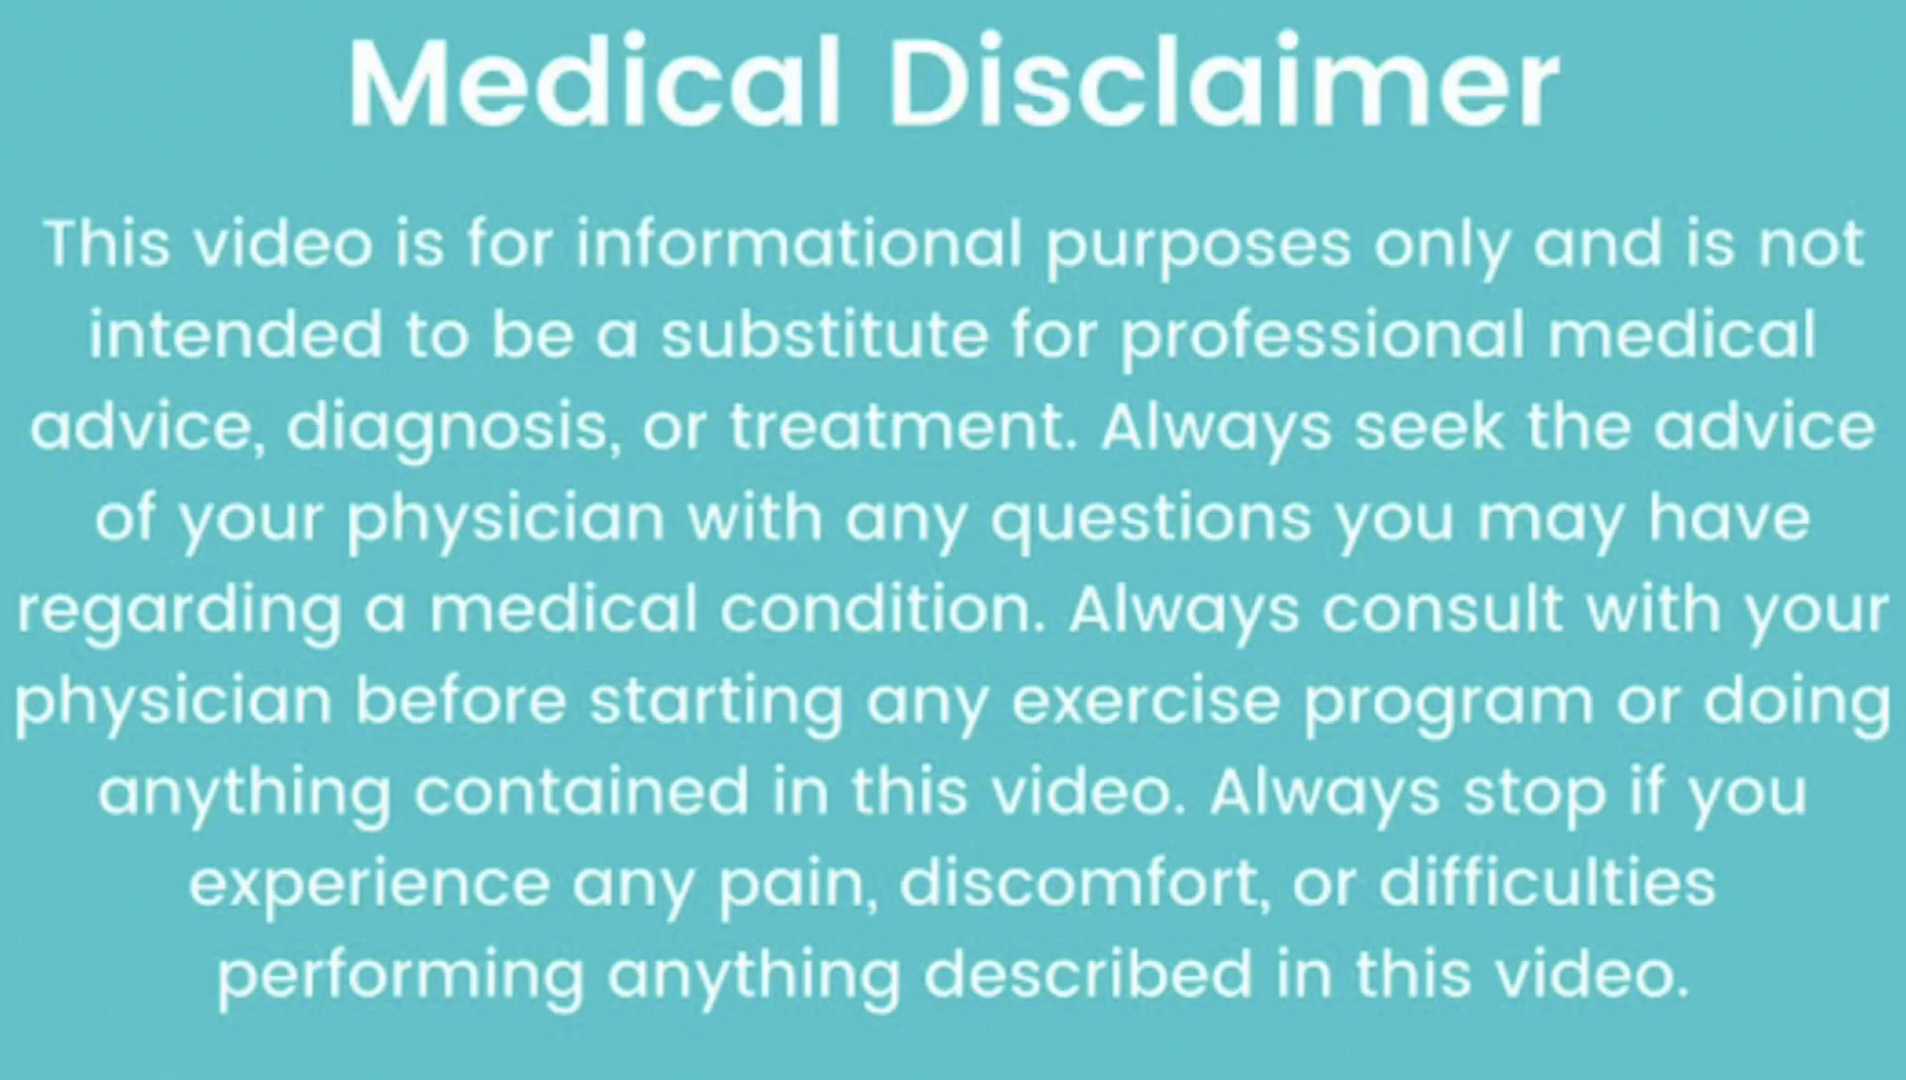 Medical Disclaimer
This video is for informational purposes only and is not
intended to be a substitute for professional medical
advice, diagnosis, or treatment. Always seek the advice
of your physician with any questions you may have
regarding a medical condition. Always consult with your
physician before starting any exercise program or doing
anything contained in this video. Always stop if you
experience any pain, discomfort, or difficulties
performing anything described in this video.